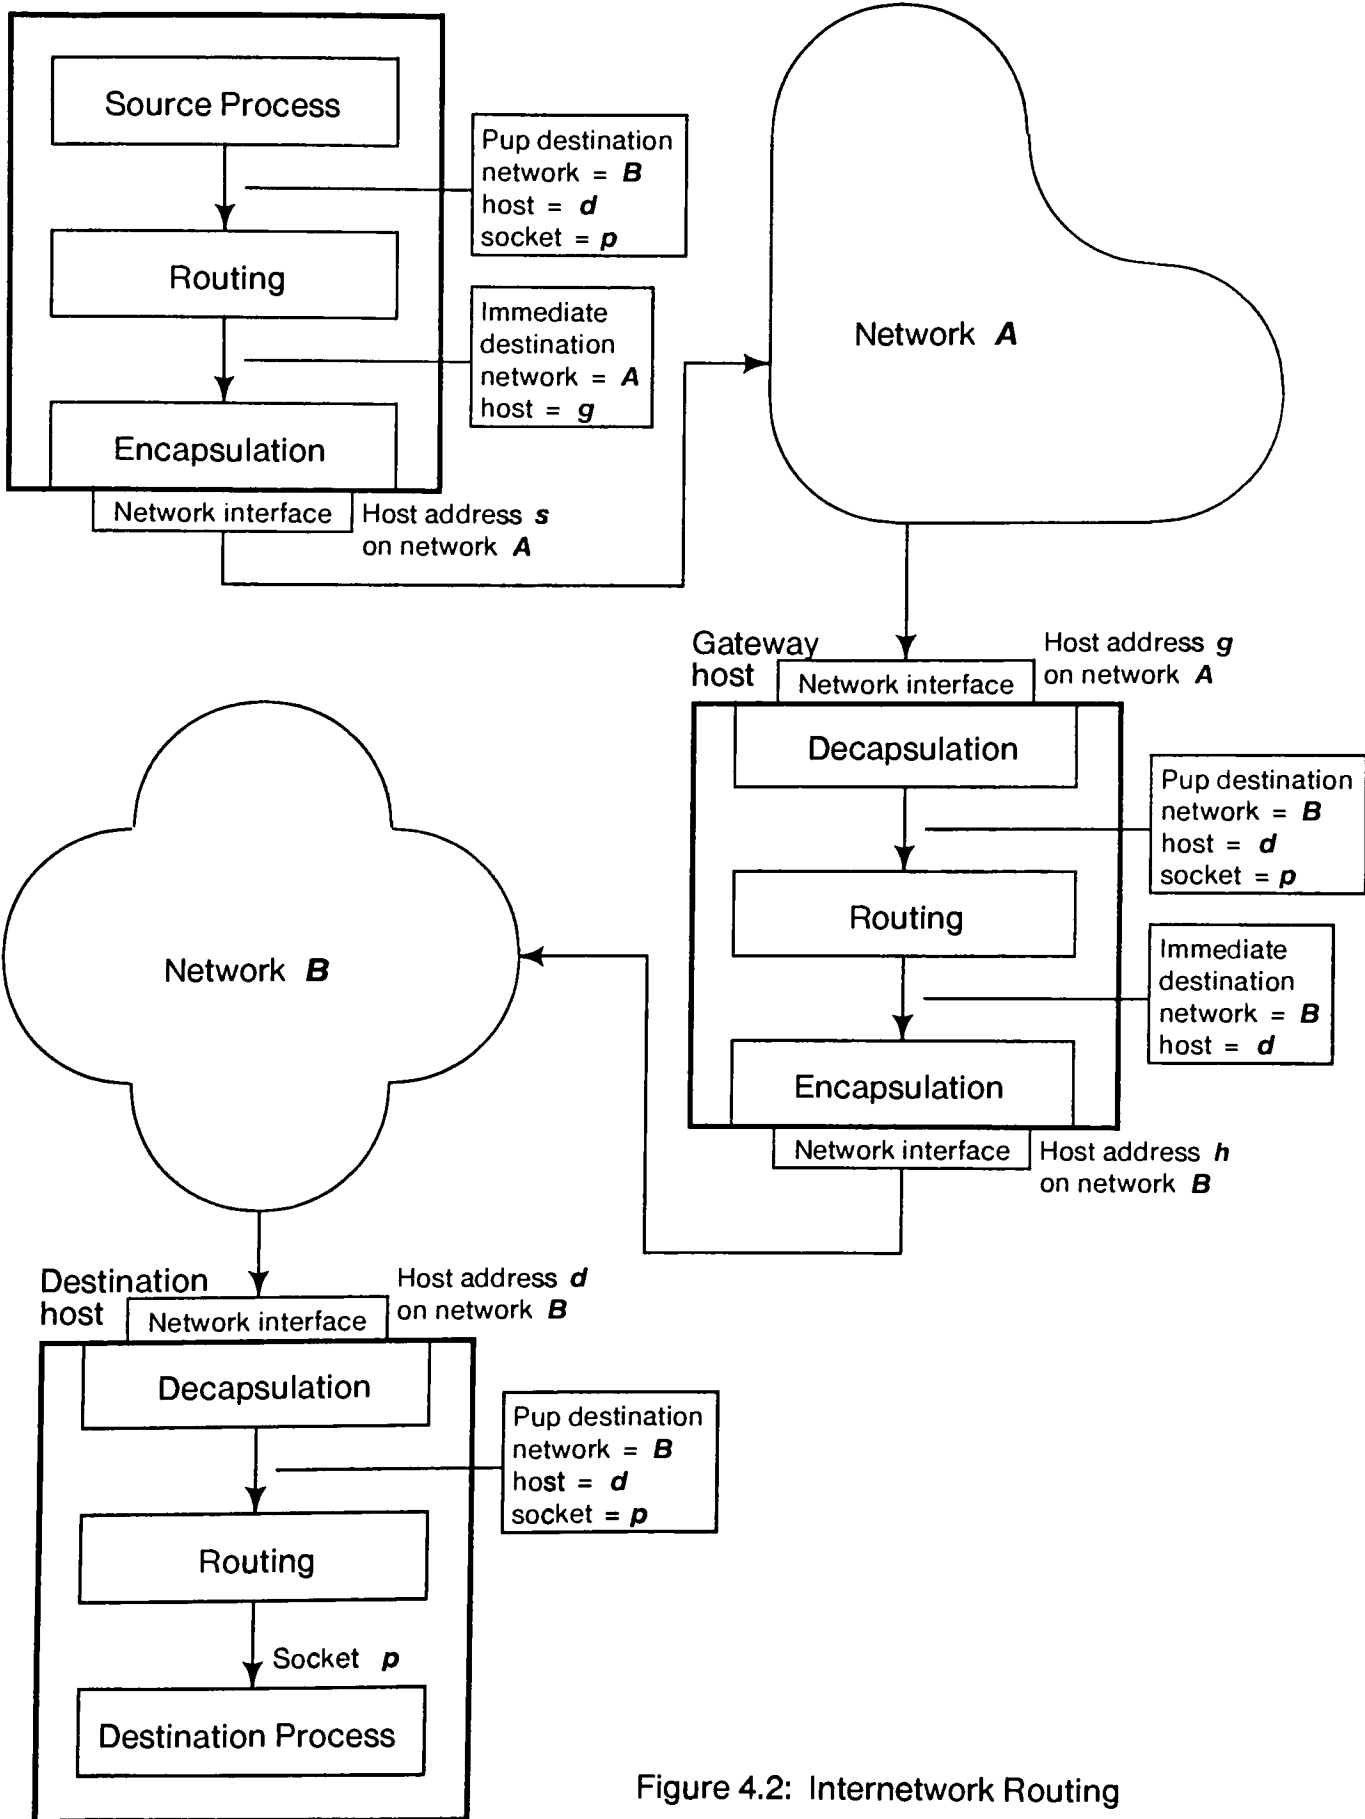 Source Process
Pup destination
network = B
host = d
socket = p
Routing
Immediate
destination
network = A
host = g
Encapsulation
Network interface
Host address s
on network A
Network A
Gateway
host
Host address g
on network A
Network interface
Decapsulation
Pup destination
network = B
host = d
socket = p
Routing
Immediate
destination
network = B
host = d
Encapsulation
Network interface
Host address h
on network B
Network B
Destination
host
Host address d
on network B
Network interface
Decapsulation
Pup destination
network = B
host = d
socket = p
Routing
Socket p
Destination Process
Figure 4.2: Internetwork Routing